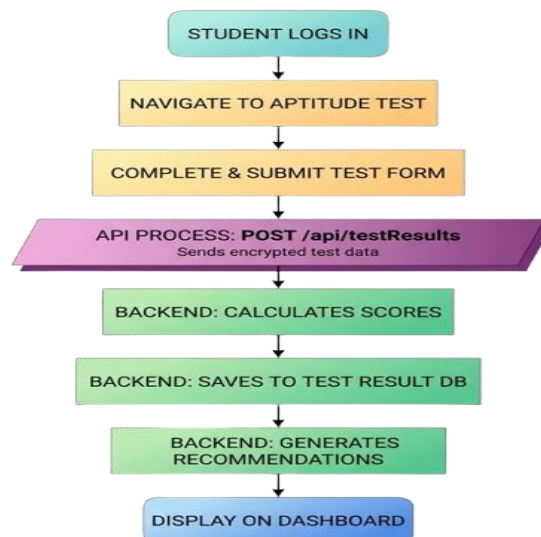 STUDENT LOGS IN
NAVIGATE TO APTITUDE TEST
COMPLETE & SUBMIT TEST FORM
API PROCESS: POST /api/testResults
Sends encrypted test data
BACKEND: CALCULATES SCORES
BACKEND: SAVES TO TEST RESULT DB
BACKEND: GENERATES
RECOMMENDATIONS
DISPLAY ON DASHBOARD